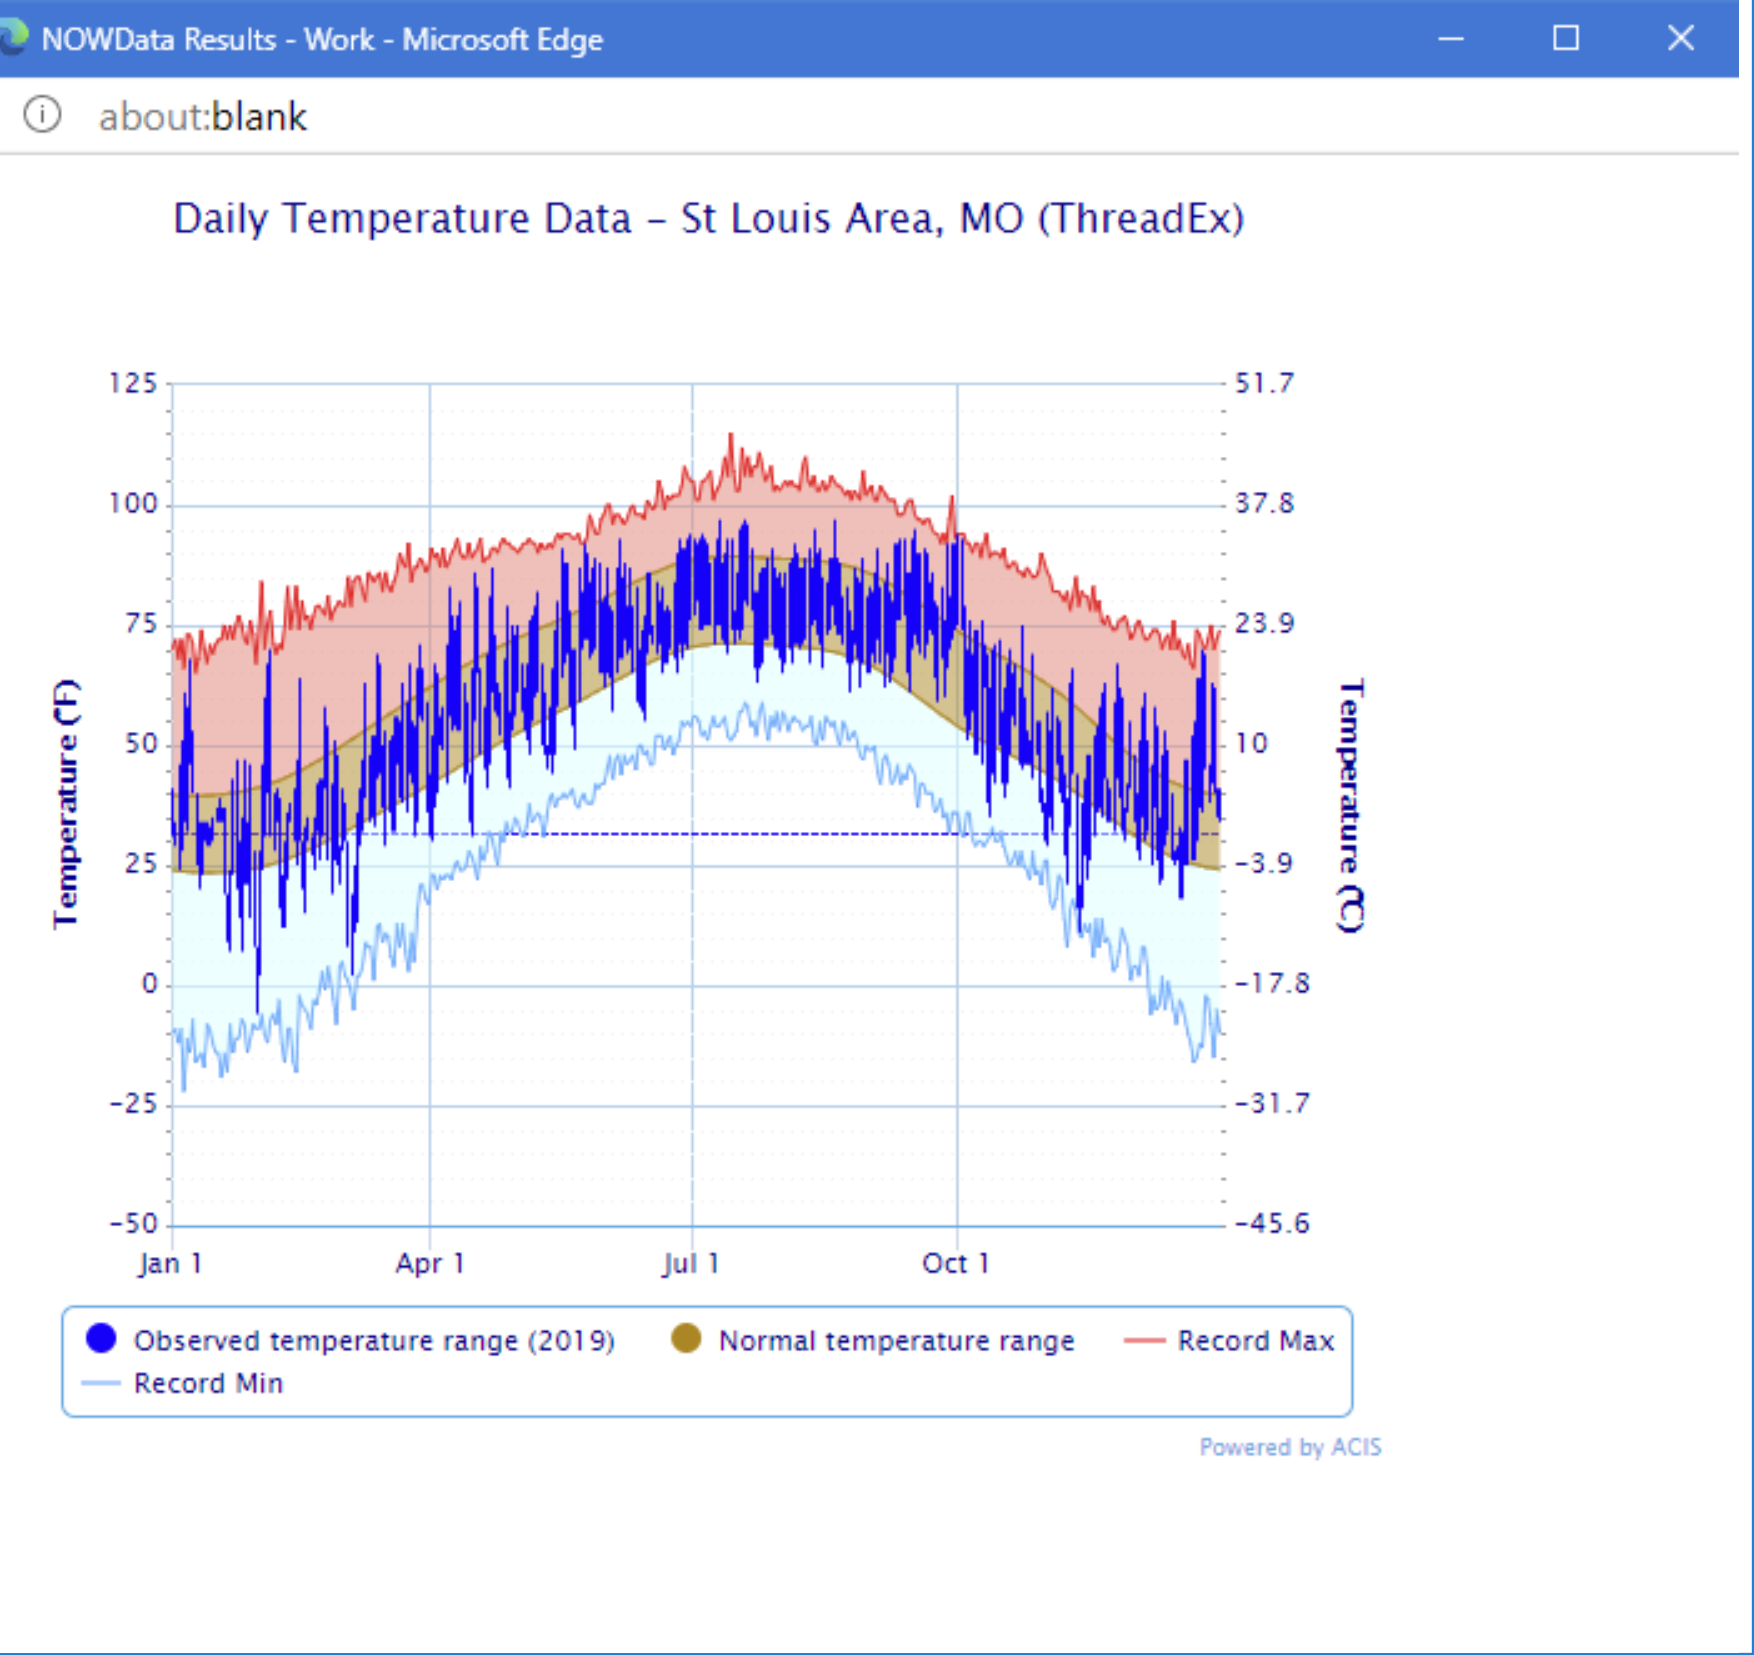 NOWData Results - Work - Microsoft Edge
about:blank
Daily Temperature Data – St Louis Area, MO (ThreadEx)
125
100
75
50
25
0
−25
−50
Temperature (°F)
51.7
37.8
23.9
10
−3.9
−17.8
−31.7
−45.6
Temperature (°C)
Jan 1
Apr 1
Jul 1
Oct 1
Observed temperature range (2019)
Normal temperature range
Record Max
Record Min
Powered by ACIS